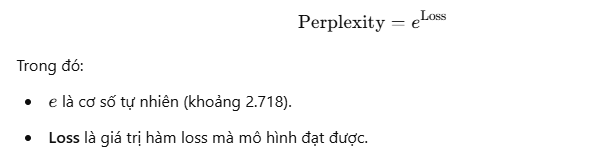 Perplexity = e^Loss
Trong đó:
• e là cơ số tự nhiên (khoảng 2.718).
• Loss là giá trị hàm loss mà mô hình đạt được.